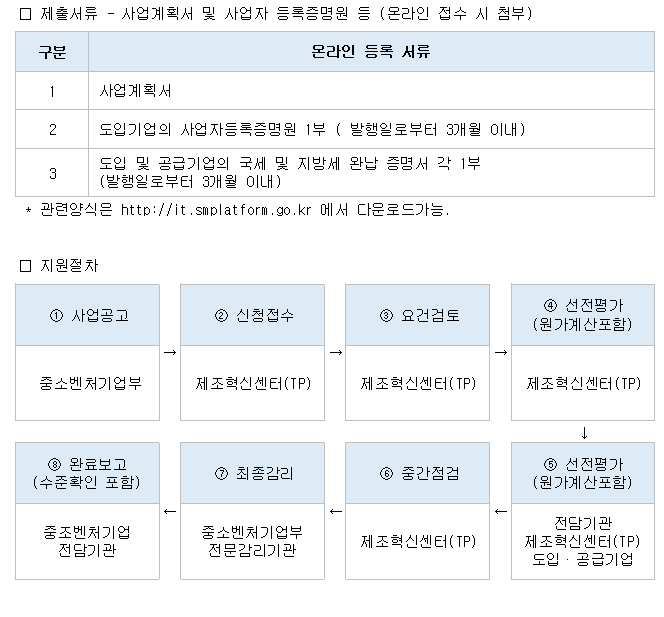 □ 제출서류 - 사업계획서 및 사업자 등록증명원 등 (온라인 접수 시 첨부)
구분 온라인 등록 서류
1 사업계획서
2 도입기업의 사업자등록증명원 1부 ( 발행일로부터 3개월 이내)
3 도입 및 공급기업의 국세 및 지방세 완납 증명서 각 1부
(발행일로부터 3개월 이내)
* 관련양식은 http://it.smplatform.go.kr 에서 다운로드가능.
□ 지원절차
① 사업공고
중소벤처기업부
→
② 신청접수
제조혁신센터(TP)
→
③ 요건검토
제조혁신센터(TP)
→
④ 선전평가
(원가계산포함)
제조혁신센터(TP)
↓
⑤ 선전평가
(원가계산포함)
전담기관
제조혁신센터(TP)
도입·공급기업
←
⑥ 중간점검
제조혁신센터(TP)
←
⑦ 최종감리
중소벤처기업부
전문감리기관
←
⑧ 완료보고
(수준확인 포함)
중조벤처기업
전담기관